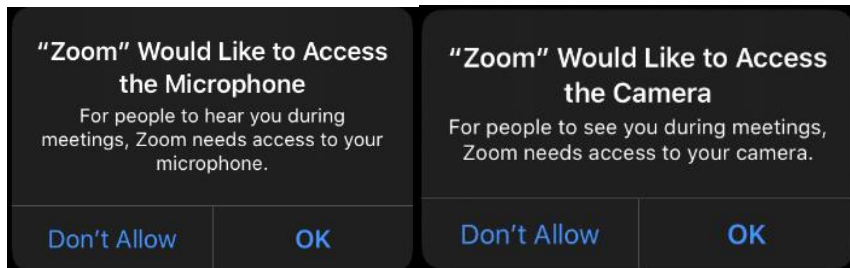 “Zoom” Would Like to Access
the Microphone
For people to hear you during
meetings, Zoom needs access to your
microphone.
Don’t Allow
OK
“Zoom” Would Like to Access
the Camera
For people to see you during meetings,
Zoom needs access to your camera.
Don’t Allow
OK